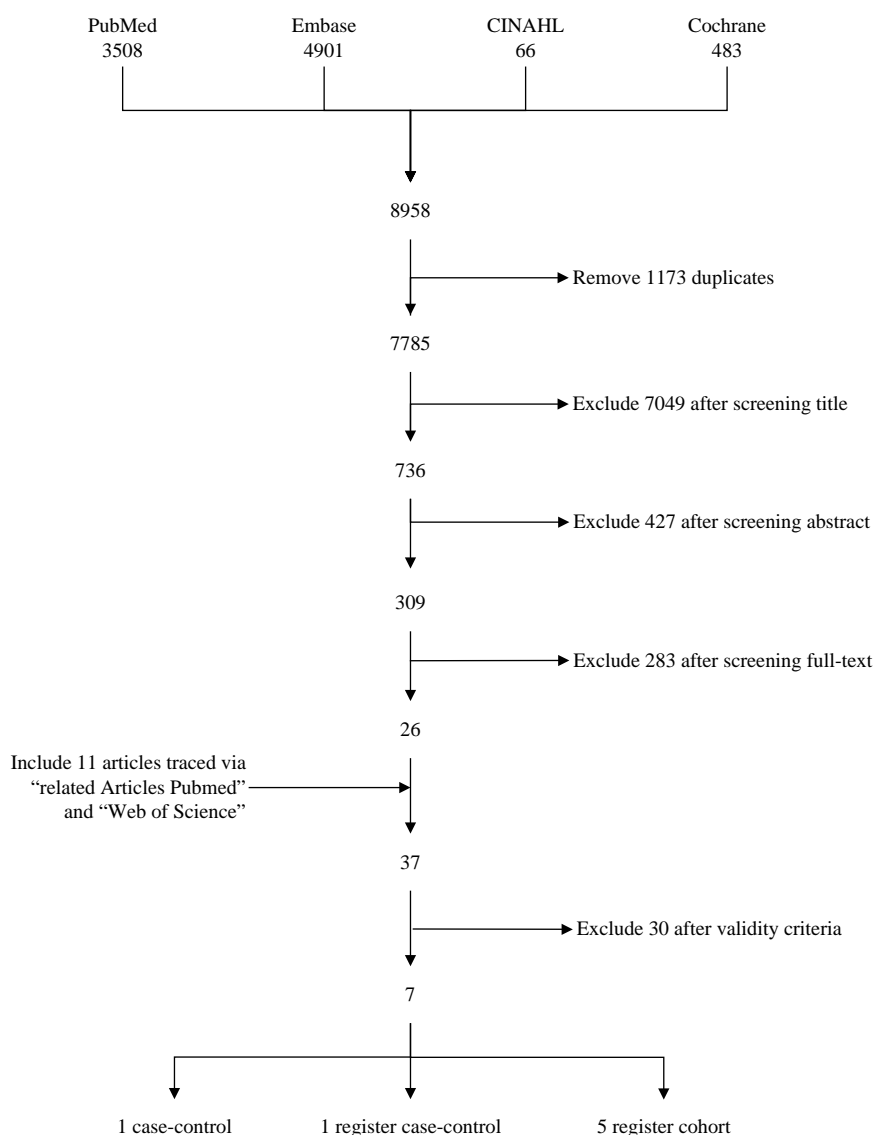 PubMed
3508
Embase
4901
CINAHL
66
Cochrane
483
8958
Remove 1173 duplicates
7785
Exclude 7049 after screening title
736
Exclude 427 after screening abstract
309
Exclude 283 after screening full-text
26
Include 11 articles traced via
“related Articles Pubmed”
and “Web of Science”
37
Exclude 30 after validity criteria
7
1 case-control
1 register case-control
5 register cohort